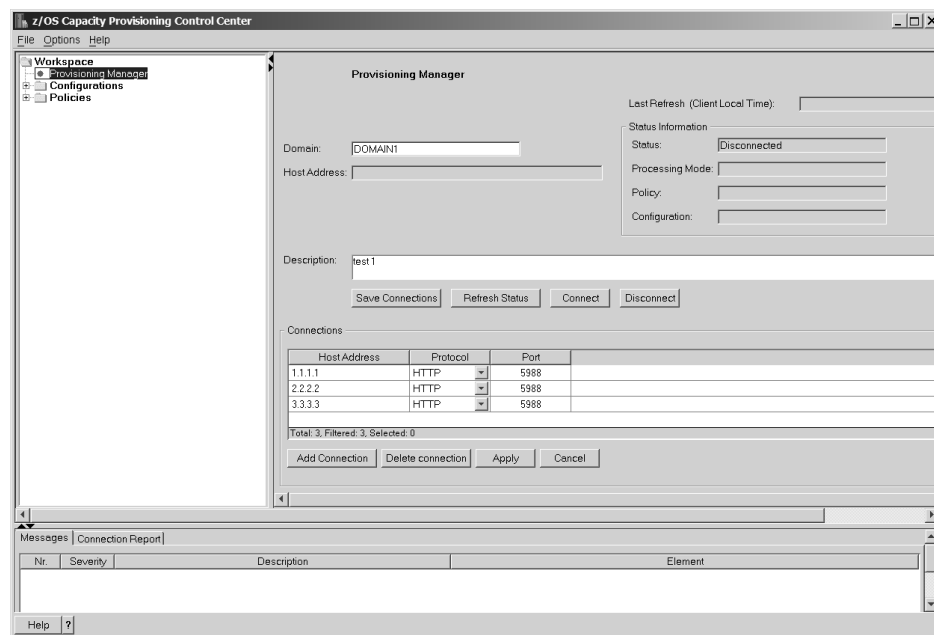 z/OS Capacity Provisioning Control Center
File Options Help
Workspace
Provisioning Manager
Configurations
Policies
Provisioning Manager
Last Refresh (Client Local Time):
Status Information
Domain: DOMAIN1
Status: Disconnected
Host Address:
Processing Mode:
Policy:
Configuration:
Description: test 1
Save Connections Refresh Status Connect Disconnect
Connections
Host Address Protocol Port
1.1.1.1 HTTP 5988
2.2.2.2 HTTP 5988
3.3.3.3 HTTP 5988
Total: 3, Filtered: 3, Selected: 0
Add Connection Delete connection Apply Cancel
Messages Connection Report
Nr. Severity Description Element
Help ?